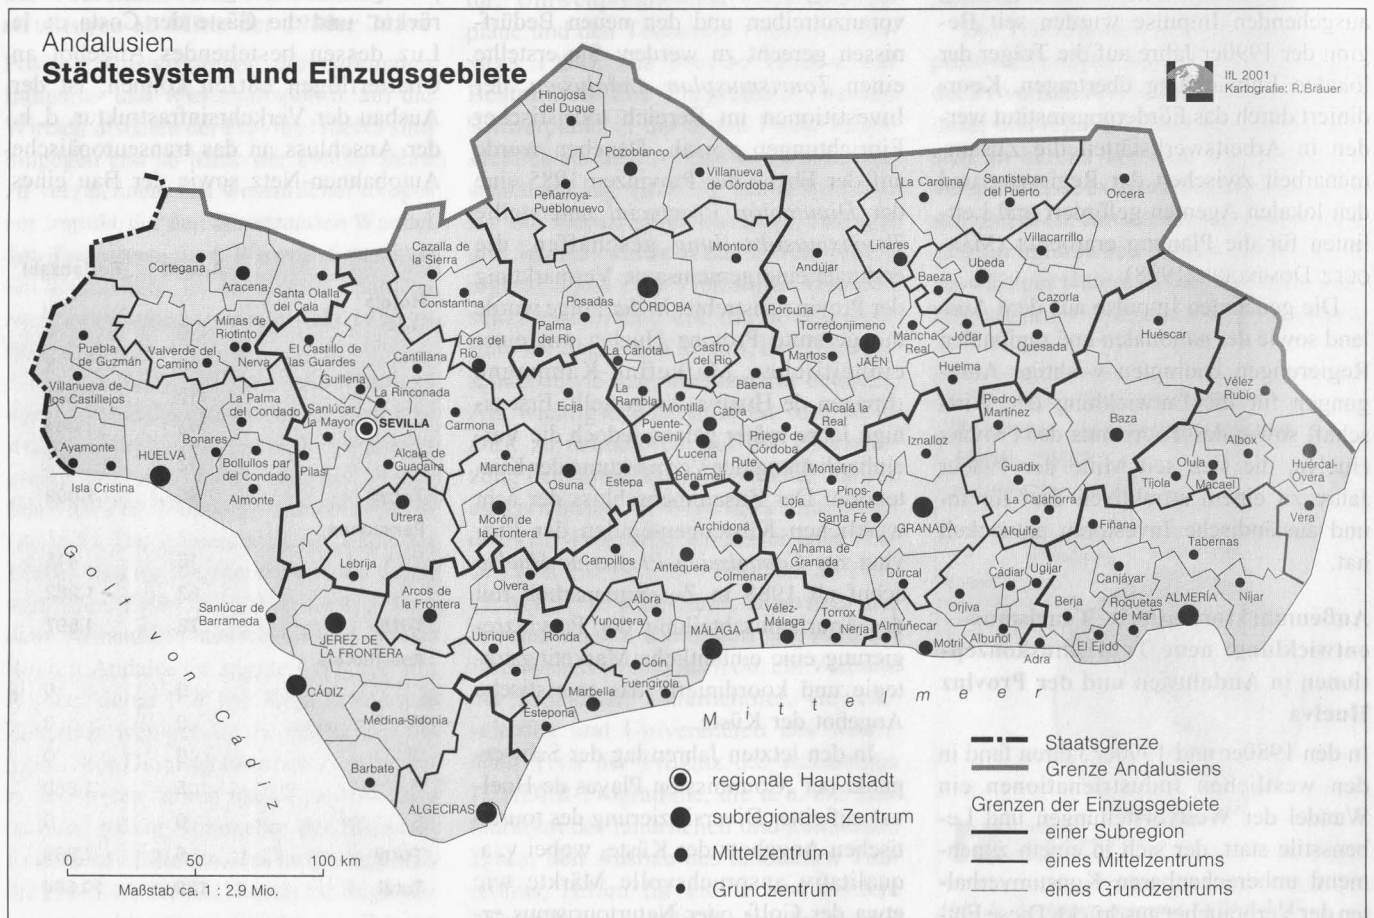 Andalusien
Städtesystem und Einzugsgebiete
IfL 2001
Kartografie: R.Bräuer
Hinojosa
del Duque
Pozoblanco
Villanueva
de Córdoba
Peñarroya-
Pueblonuevo
La Carolina
Santisteban
del Puerto
Orcera
Cortegana
Aracena
Santa Olalla
del Cala
Cazalla de
la Sierra
Constantina
Montoro
Andújar
Linares
Baeza
Ubeda
Villacarrillo
Posadas
CÓRDOBA
Porcuna
Torredonjimeno
Cazorla
Huéscar
Puebla
de Guzmán
Minas de
Riotinto
Valverde del
Camino
Nerva
El Castillo de
las Guardes
Cantillana
Lora del
Rio
Palma
del Rio
La Carlota
Castro
del Rio
Martos
JAÉN
Mancha
Real
Jódar
Quesada
Villanueva de
los Castillejos
La Palma
del Condado
Guillena
La Rinconada
Sanlúcar
la Mayor
SEVILLA
Carmona
Ecija
La
Rambla
Montilla
Baena
Cabra
Alcalá la
Real
Huelma
Pedro-
Martínez
Vélez
Rubio
Ayamonte
Isla Cristina
HUELVA
Bonares
Bollullos par
del Condado
Almonte
Pilas
Alcala de
Guadaira
Marchena
Osuna
Estepa
Puente-
Genil
Lucena
Priego de
Córdoba
Rute
Benamejí
Montefrio
Iznalloz
Guadix
Baza
Albox
Olula
Tíjola
Macael
Huércal-
Overa
Vera
Utrera
Morón de
la Frontera
Archidona
Loja
Pinos-
Puente
Santa Fé
GRANADA
La Calahorra
Alquife
Fiñana
Tabernas
Lebrija
Olvera
Campillos
Antequera
Colmenar
Alhama de
Granada
Dúrcal
Cádiar
Ugijar
Canjáyar
Sanlúcar de
Barrameda
JEREZ DE
LA FRONTERA
Arcos de
la Frontera
Ubrique
Ronda
Alora
Yunquera
MÁLAGA
Vélez-
Málaga
Torrox
Nerja
Almuñecar
Orjiva
Motril
Albuñol
Adra
Berja
Roquetas
de Mar
El Ejido
ALMERÍA
Níjar
CÁDIZ
Medina-Sidonia
Coín
Fuengirola
Marbella
Estepona
Barbate
ALGECIRAS
Golf von Cadiz
Mittelmeer
Staatsgrenze
Grenze Andalusiens
Grenzen der Einzugsgebiete
einer Subregion
eines Mittelzentrums
eines Grundzentrums
regionale Hauptstadt
subregionales Zentrum
Mittelzentrum
Grundzentrum
0 50 100 km
Maßstab ca. 1 : 2,9 Mio.